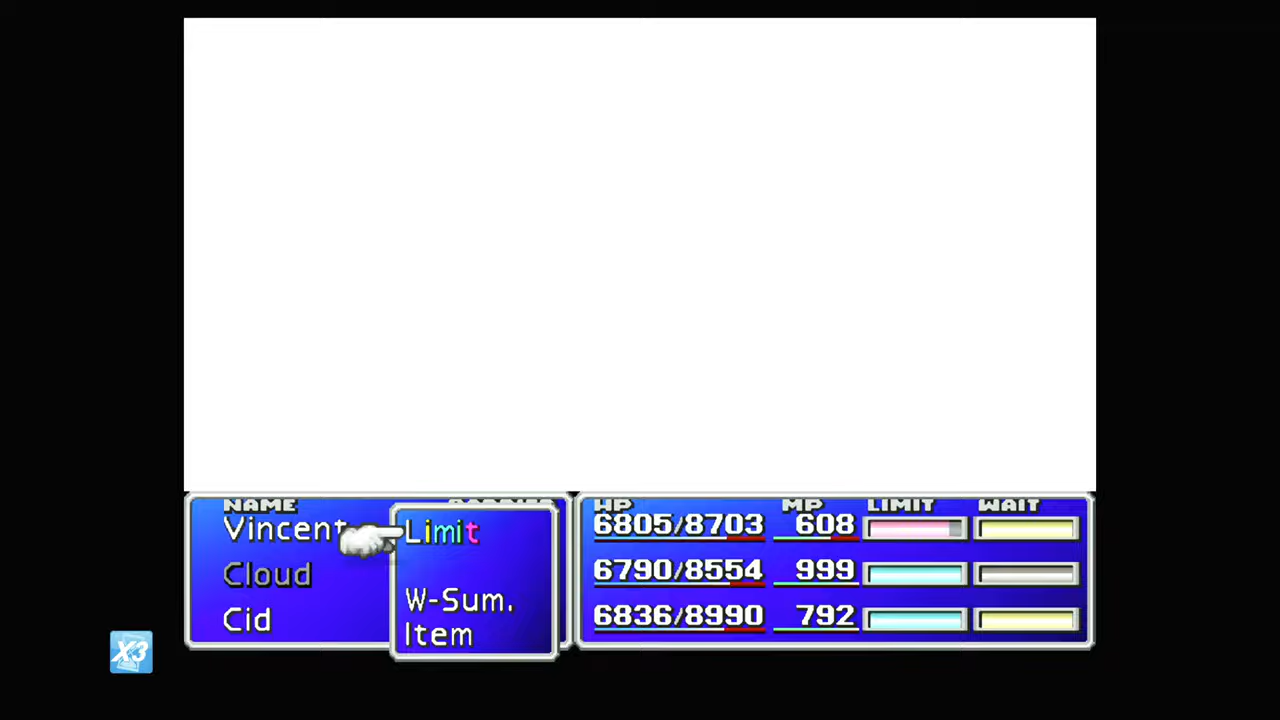 NAME BARRIER HP MP LIMIT WAIT
Vincent Limit 6805/8703 608
Cloud 6790/8554 999
W-Sum.
Cid 6836/8990 792
Item
X3